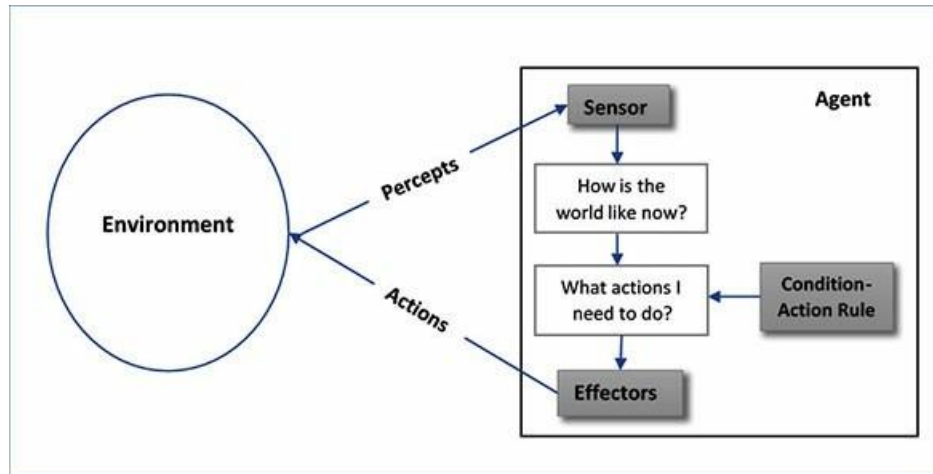 Environment
Percepts
Actions
Agent
Sensor
How is the
world like now?
What actions I
need to do?
Condition-
Action Rule
Effectors